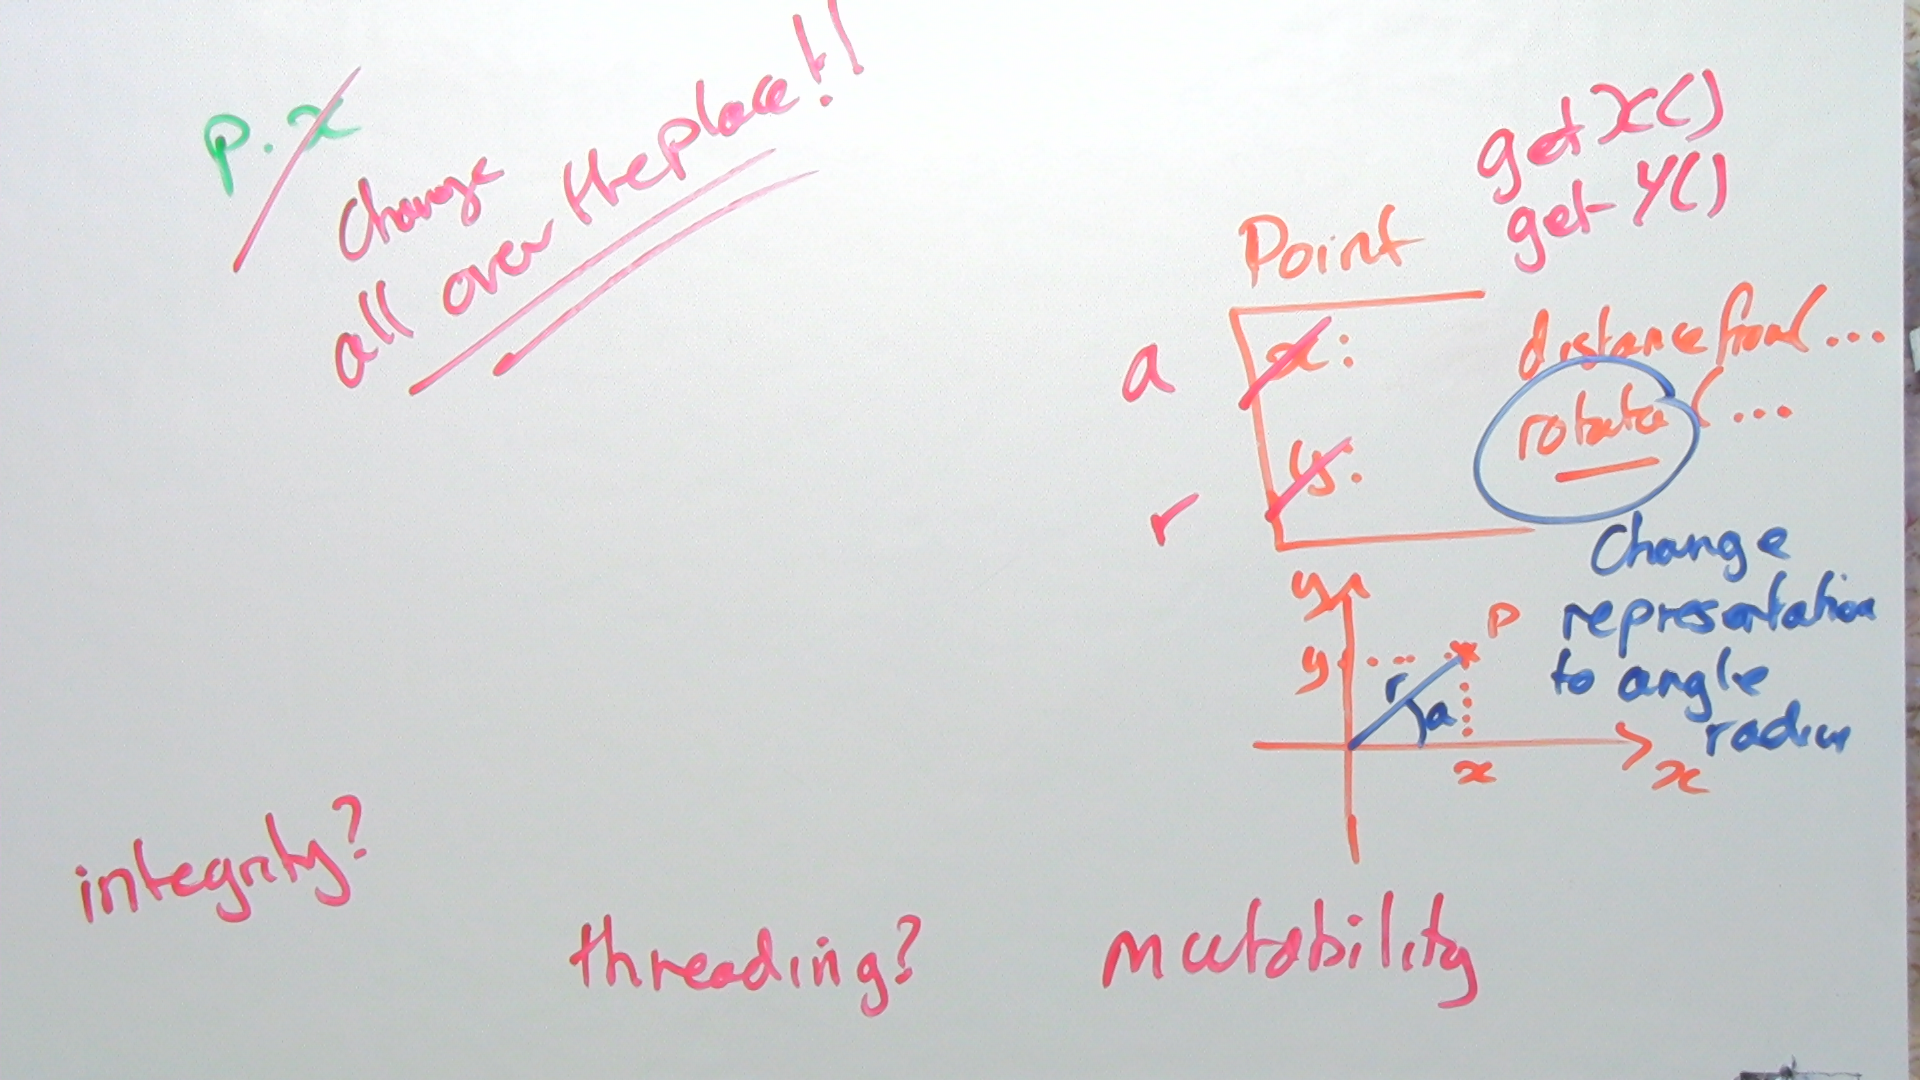 p.x
Change
all over the place!!
getX()
getY()
Point
a
x:
distancefrom(...
rotate(...
r
y:
Change
representation
to angle
radius
y
P
y
r
a
x
x
integrity?
threading?
mutability